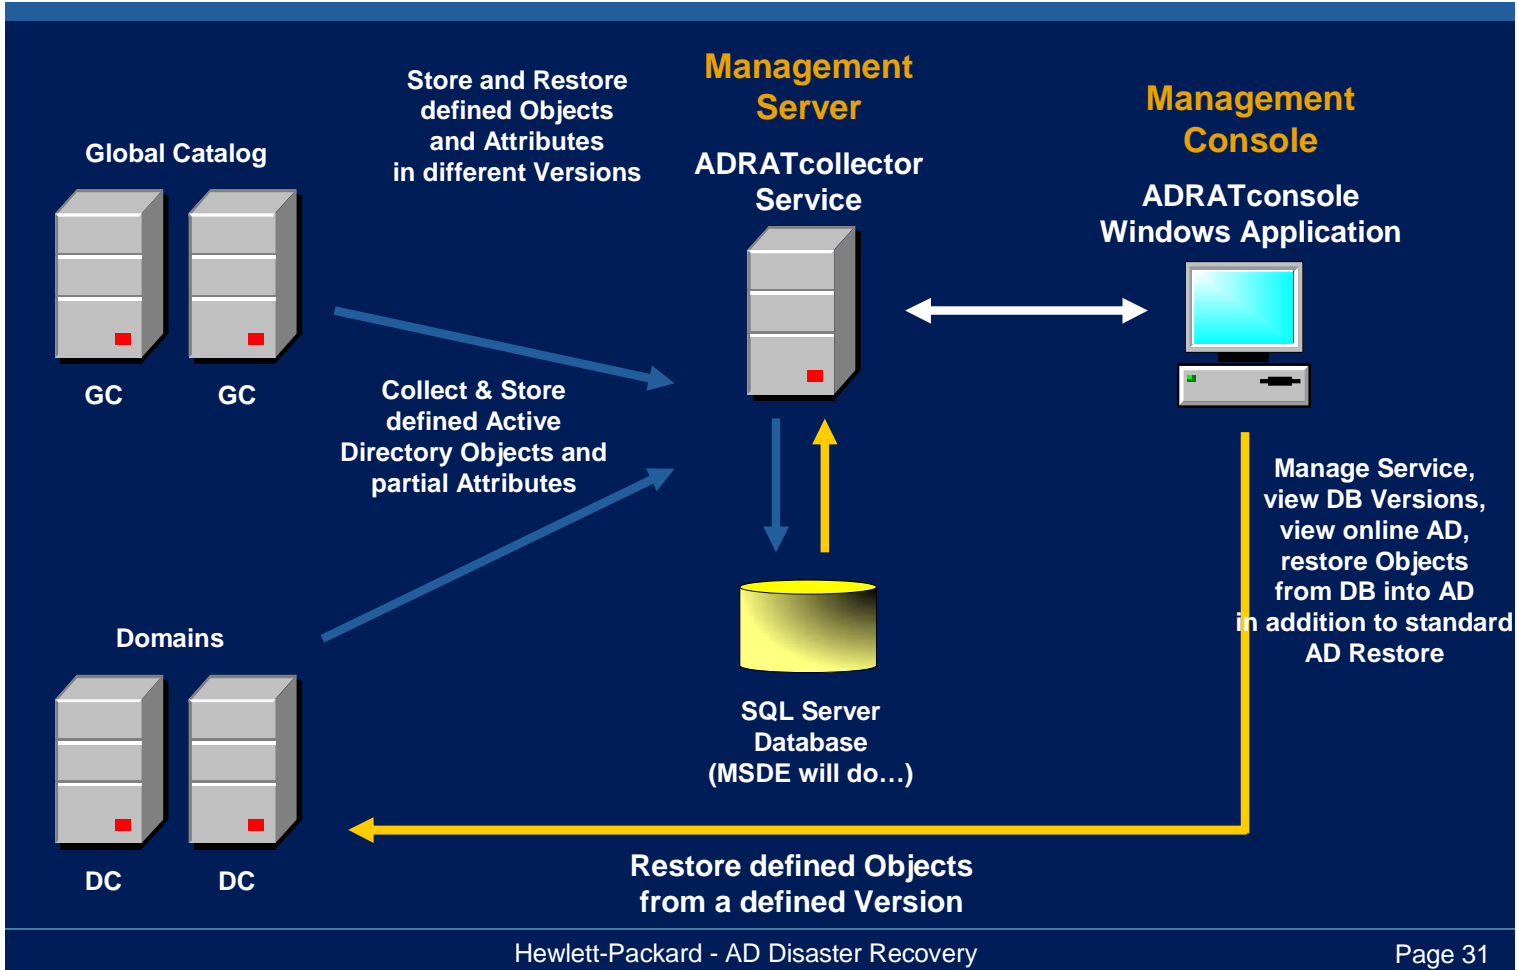 Management
Server
Store and Restore
defined Objects
and Attributes
in different Versions
Management
Console
Global Catalog
ADRATcollector
Service
ADRATconsole
Windows Application
GC
GC
Collect & Store
defined Active
Directory Objects and
partial Attributes
Manage Service,
view DB Versions,
view online AD,
restore Objects
from DB into AD
in addition to standard
AD Restore
Domains
SQL Server
Database
(MSDE will do…)
DC
DC
Restore defined Objects
from a defined Version
Hewlett-Packard - AD Disaster Recovery
Page 31